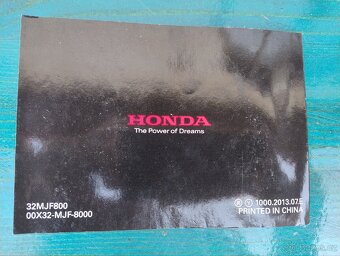 HONDA
The Power of Dreams
32MJF800
00X32-MJF-8000
Ⓡ Ⓨ 1000.2013.07.E
PRINTED IN CHINA